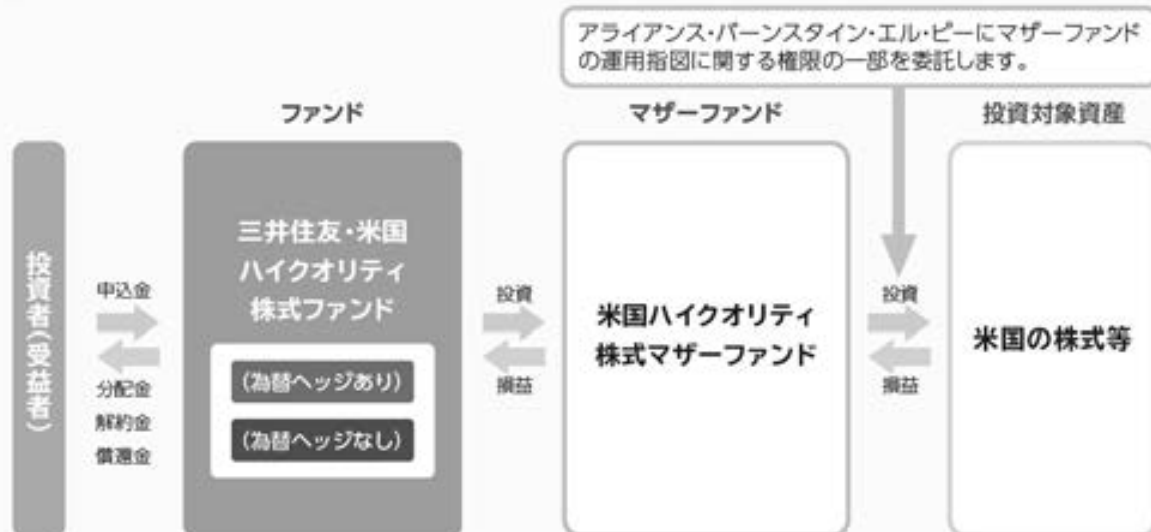 アライアンス・バーンスタイン・エル・ピーにマザーファンド
の運用指図に関する権限の一部を委託します。
ファンド
マザーファンド
投資対象資産
投資者(受益者)
申込金
分配金
解約金
償還金
三井住友・米国
ハイクオリティ
株式ファンド
(為替ヘッジあり)
(為替ヘッジなし)
投資
損益
米国ハイクオリティ
株式マザーファンド
投資
損益
米国の株式等